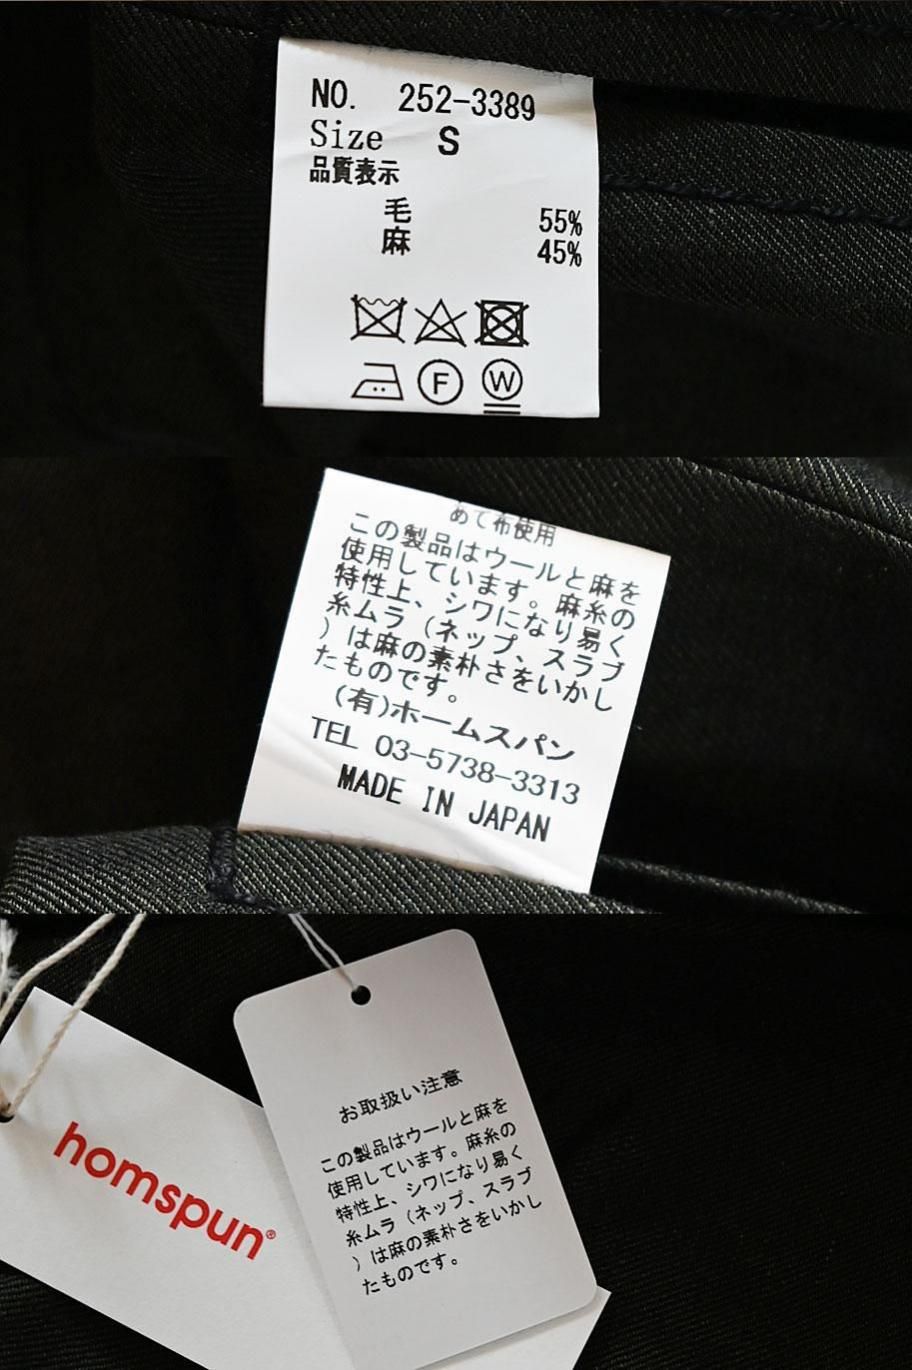 NO. 252-3389
Size S
品質表示
毛 55%
麻 45%
F W
めて布使用
この製品はウールと麻を
使用しています。麻糸の
特性上、シワになり易く
糸ムラ（ネップ、スラブ
）は麻の素朴さをいかし
たものです。
(有)ホームスパン
TEL 03-5738-3313
MADE IN JAPAN
homspun®
お取扱い注意
この製品はウールと麻を
使用しています。麻糸の
特性上、シワになり易く
糸ムラ（ネップ、スラブ
）は麻の素朴さをいかし
たものです。